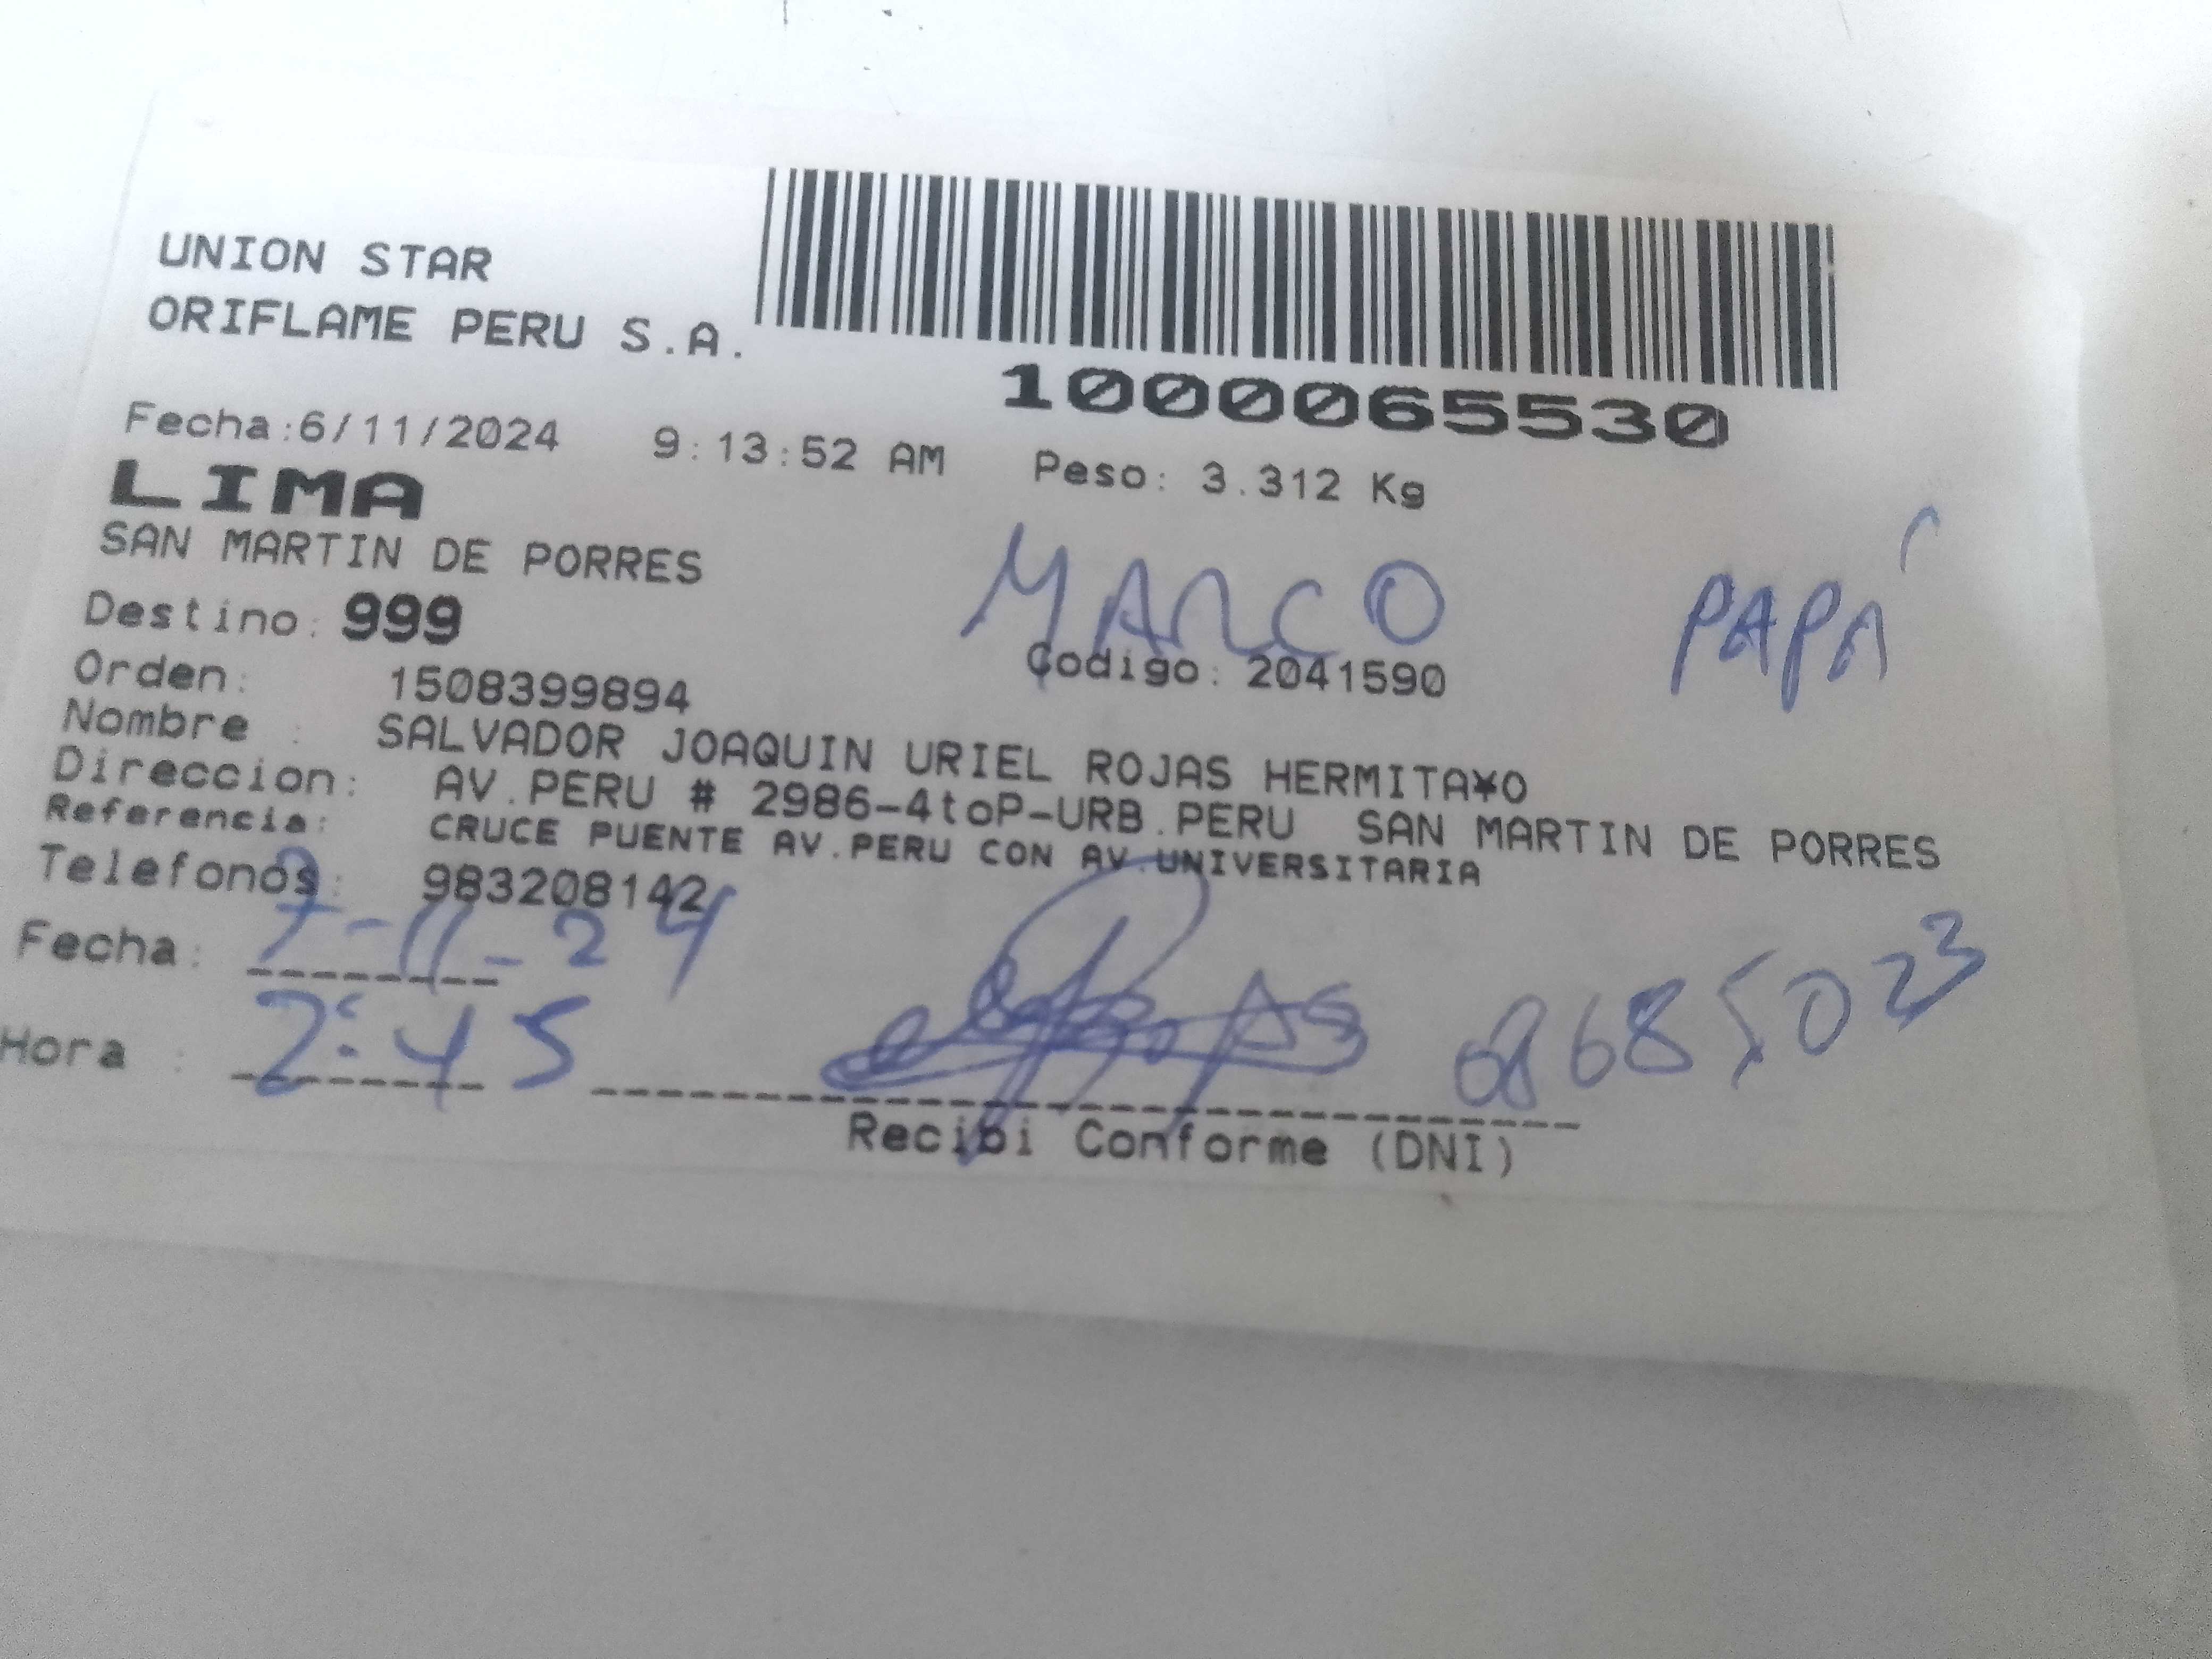 UNION STAR
ORIFLAME PERU S.A.
1000065530
Fecha:6/11/2024 9:13:52 AM Peso: 3.312 Kg
LIMA
SAN MARTIN DE PORRES
MARCO PAPÁ
Destino: 999
Orden: 1508399894 Codigo: 2041590
Nombre : SALVADOR JOAQUIN URIEL ROJAS HERMITA¥O
Direccion: AV.PERU # 2986-4toP-URB.PERU SAN MARTIN DE PORRES
Referencia: CRUCE PUENTE AV.PERU CON AV.UNIVERSITARIA
Telefonos: 983208142
Fecha: 7-11-24
Hora : 2:45 08685023
Recibi Conforme (DNI)